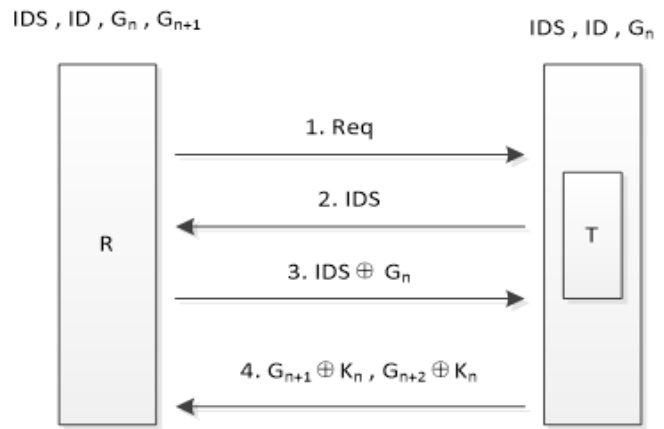 IDS , ID , Gₙ , Gₙ₊₁
IDS , ID , Gₙ
1. Req
2. IDS
R
T
3. IDS ⊕ Gₙ
4. Gₙ₊₁ ⊕ Kₙ , Gₙ₊₂ ⊕ Kₙ